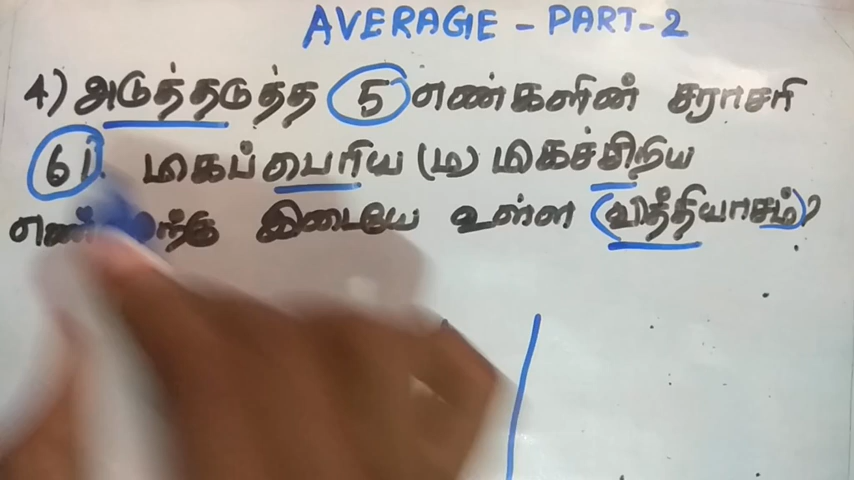 AVERAGE - PART-2
4) அடுத்தடுத்த 5 எண்களின் சராசரி
61. மிகப்பெரிய (ம) மிகச்சிறிய
இடையே உள்ள (வித்தியாசம்)?